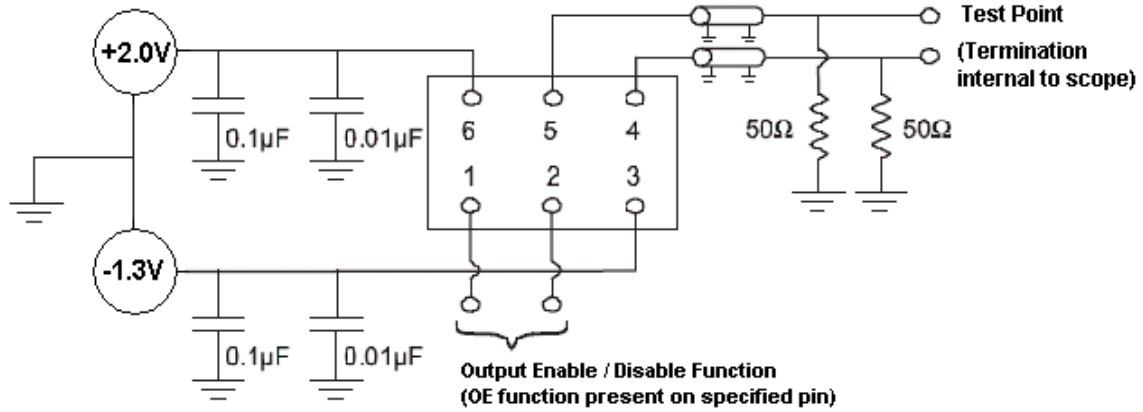 +2.0V
Test Point
(Termination
internal to scope)
0.1µF
0.01µF
6
5
4
50Ω
50Ω
1
2
3
-1.3V
0.1µF
0.01µF
Output Enable / Disable Function
(OE function present on specified pin)